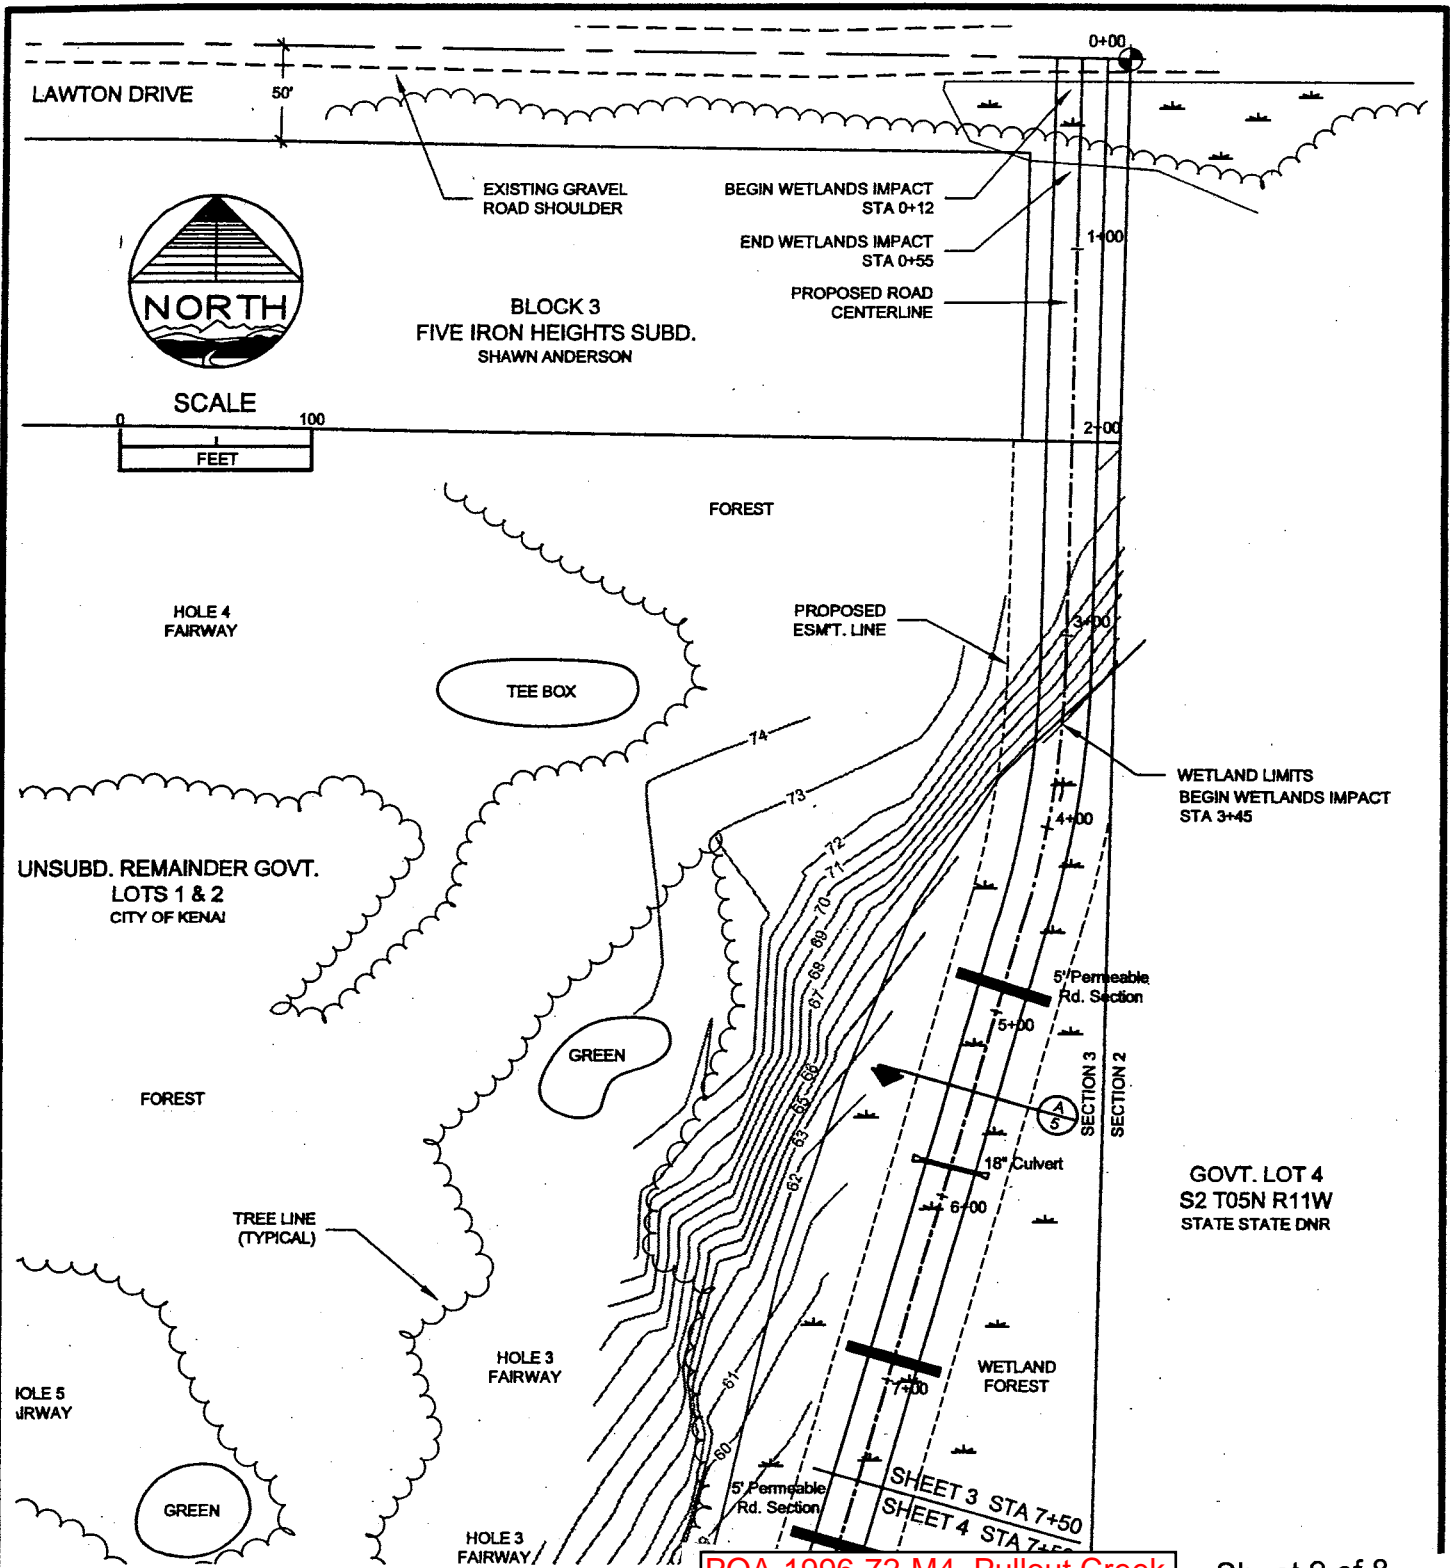 0+00
LAWTON DRIVE
50'
EXISTING GRAVEL
ROAD SHOULDER
BEGIN WETLANDS IMPACT
STA 0+12
END WETLANDS IMPACT
STA 0+55
1+00
PROPOSED ROAD
CENTERLINE
NORTH
BLOCK 3
FIVE IRON HEIGHTS SUBD.
SHAWN ANDERSON
SCALE
0 100
FEET
2+00
FOREST
HOLE 4
FAIRWAY
PROPOSED
ESM'T. LINE
3+00
TEE BOX
74
73
WETLAND LIMITS
BEGIN WETLANDS IMPACT
STA 3+45
4+00
72
71
70
69
68
67
66
65
63
62
61
60
UNSUBD. REMAINDER GOVT.
LOTS 1 & 2
CITY OF KENAI
5' Permeable
Rd. Section
5+00
GREEN
SECTION 3
SECTION 2
A
5
FOREST
18" Culvert
6+00
GOVT. LOT 4
S2 T05N R11W
STATE STATE DNR
TREE LINE
(TYPICAL)
HOLE 3
FAIRWAY
WETLAND
FOREST
7+00
IOLE 5
IRWAY
GREEN
5' Permeable
Rd. Section
SHEET 3 STA 7+50
SHEET 4 STA
HOLE 3
FAIRWAY